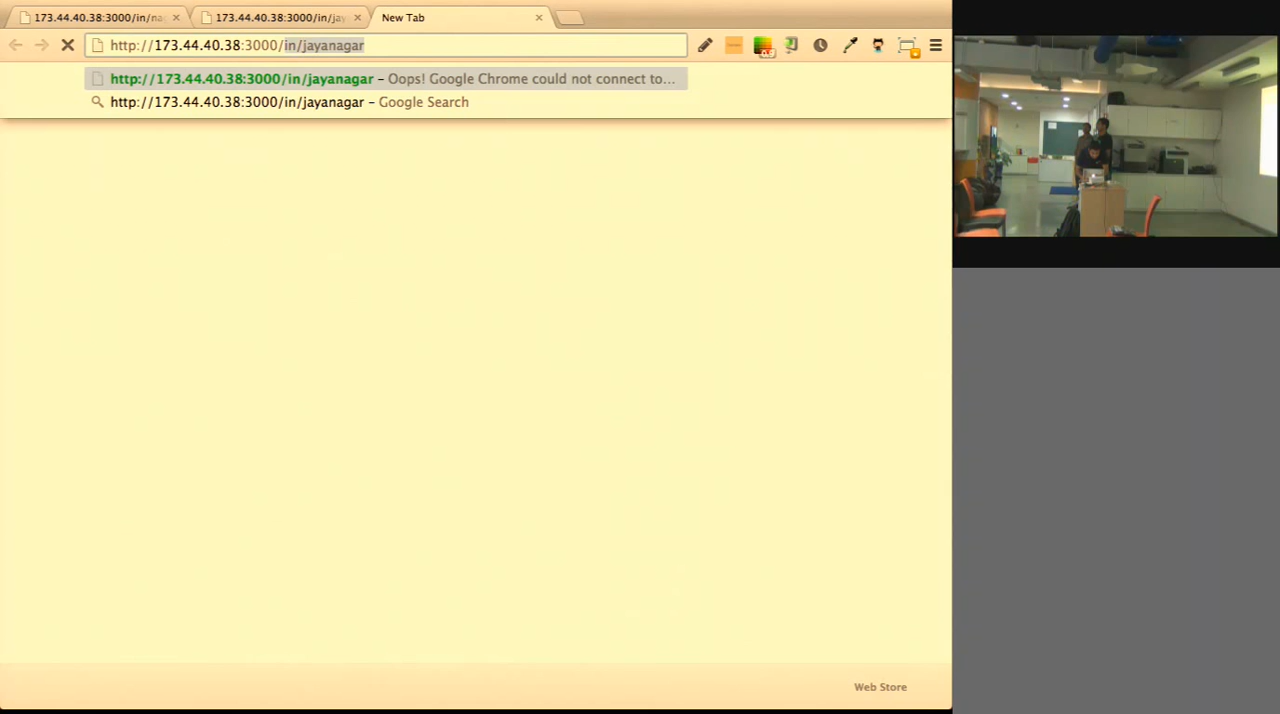 173.44.40.38:3000/in/na
173.44.40.38:3000/in/jay
New Tab
http://173.44.40.38:3000/in/jayanagar
http://173.44.40.38:3000/in/jayanagar – Oops! Google Chrome could not connect to...
http://173.44.40.38:3000/in/jayanagar – Google Search
Web Store